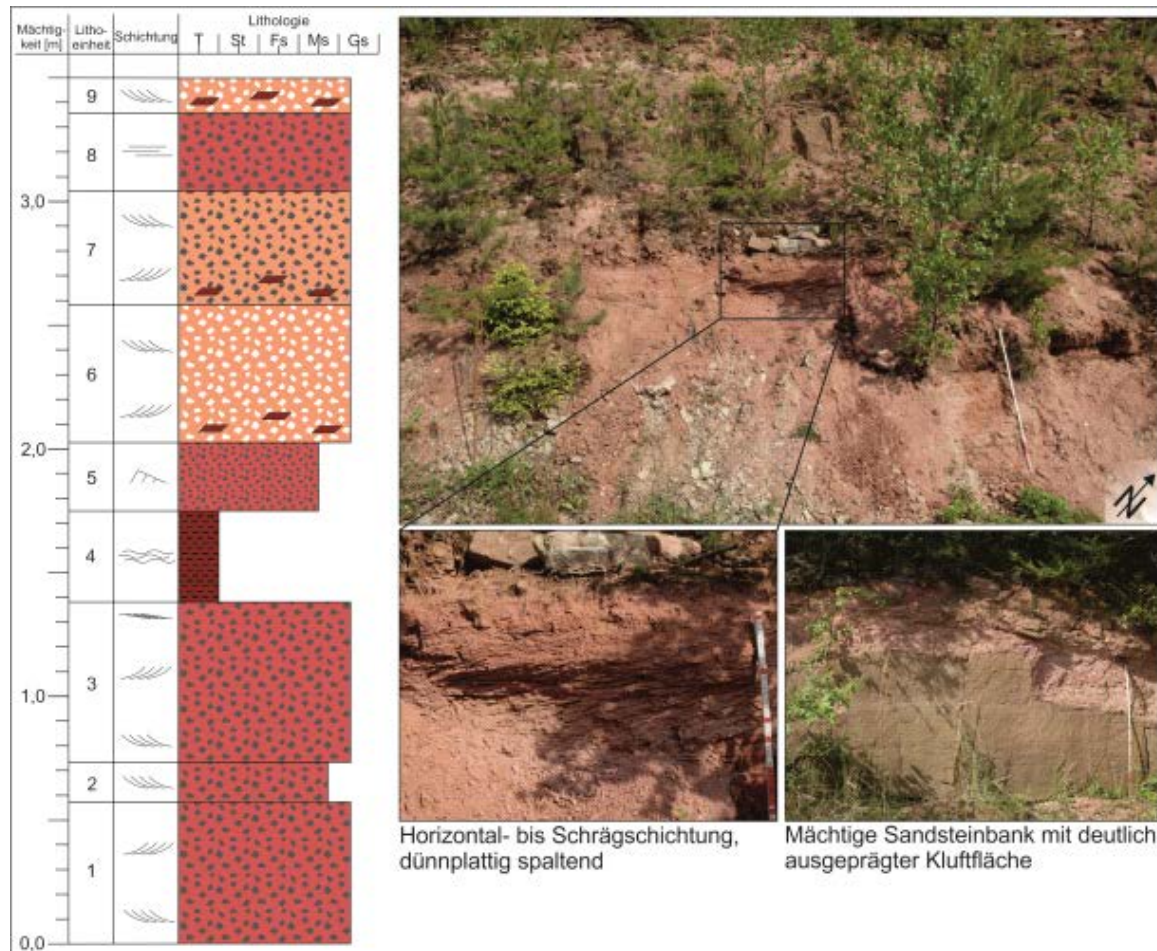 Mächtig-
keit [m]
Litho-
einheit
Schichtung
Lithologie
T St Fs Ms Gs
9
8
3,0
7
6
2,0
5
4
3
1,0
2
1
0,0
N
Horizontal- bis Schrägschichtung,
dünnplattig spaltend
Mächtige Sandsteinbank mit deutlich
ausgeprägter Kluftfläche